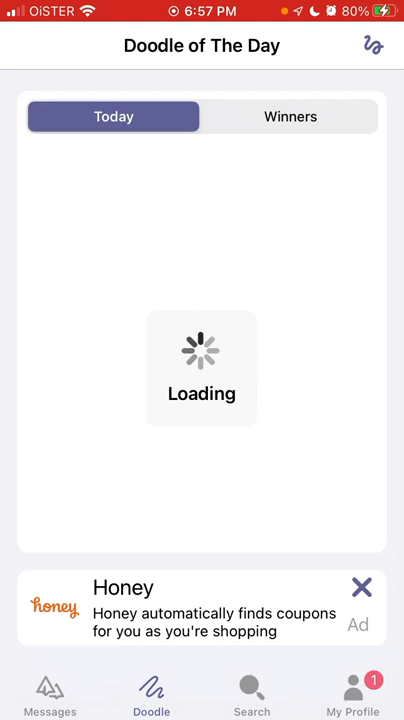 OiSTER 6:57 PM 80%
Doodle of The Day
Today Winners
Loading
honey
Honey
Honey automatically finds coupons
for you as you're shopping
Ad
1
Messages Doodle Search My Profile